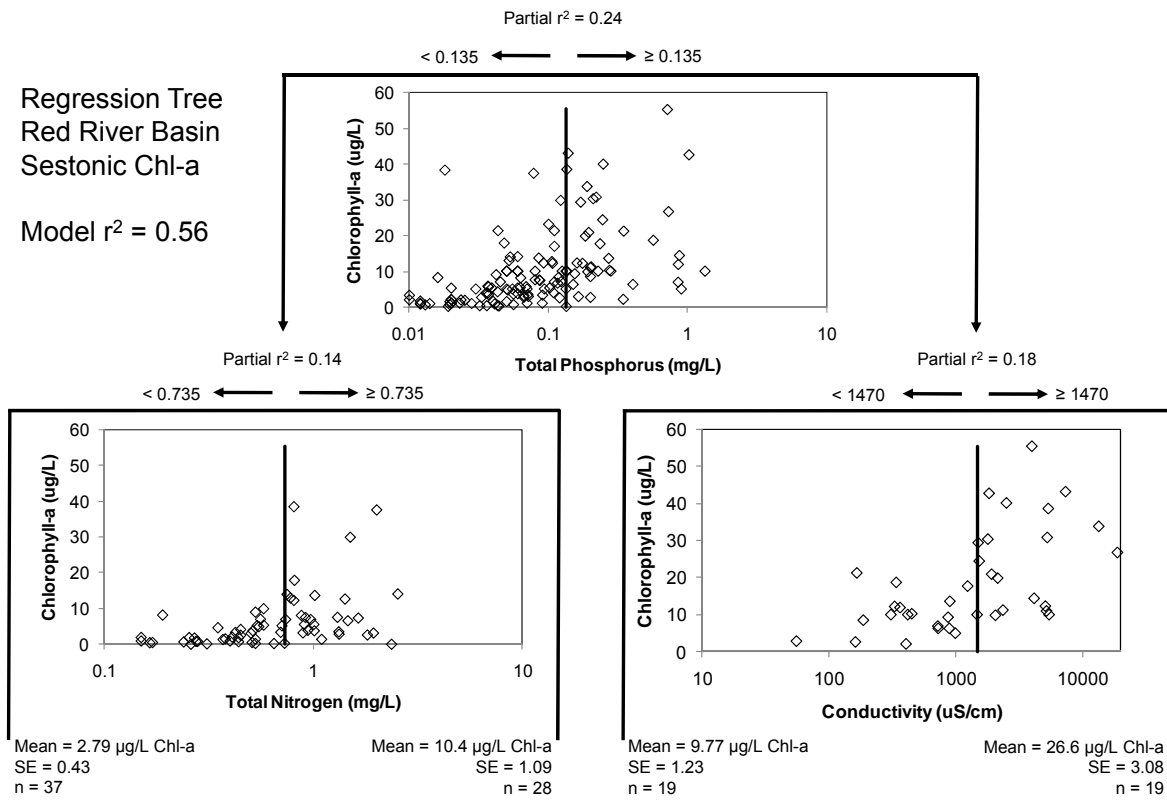 Partial r² = 0.24
< 0.135
≥ 0.135
Regression Tree
Red River Basin
Sestonic Chl-a
Model r² = 0.56
Chlorophyll-a (ug/L)
60
50
40
30
20
10
0
0.01
0.1
1
10
Total Phosphorus (mg/L)
Partial r² = 0.14
< 0.735
≥ 0.735
Chlorophyll-a (ug/L)
60
50
40
30
20
10
0
0.1
1
10
Total Nitrogen (mg/L)
Mean = 2.79 µg/L Chl-a
SE = 0.43
n = 37
Mean = 10.4 µg/L Chl-a
SE = 1.09
n = 28
Partial r² = 0.18
< 1470
≥ 1470
Chlorophyll-a (ug/L)
60
50
40
30
20
10
0
10
100
1000
10000
Conductivity (uS/cm)
Mean = 9.77 µg/L Chl-a
SE = 1.23
n = 19
Mean = 26.6 µg/L Chl-a
SE = 3.08
n = 19